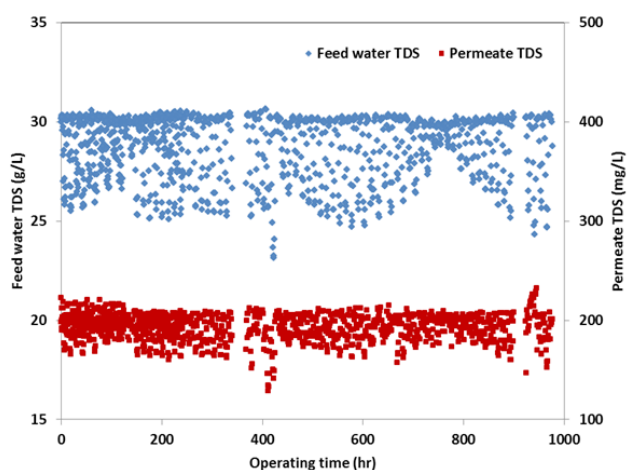 35 500
Feed water TDS Permeate TDS
30 400
25 300
20 200
15 100
0 200 400 600 800 1000
Feed water TDS (g/L)
Permeate TDS (mg/L)
Operating time (hr)